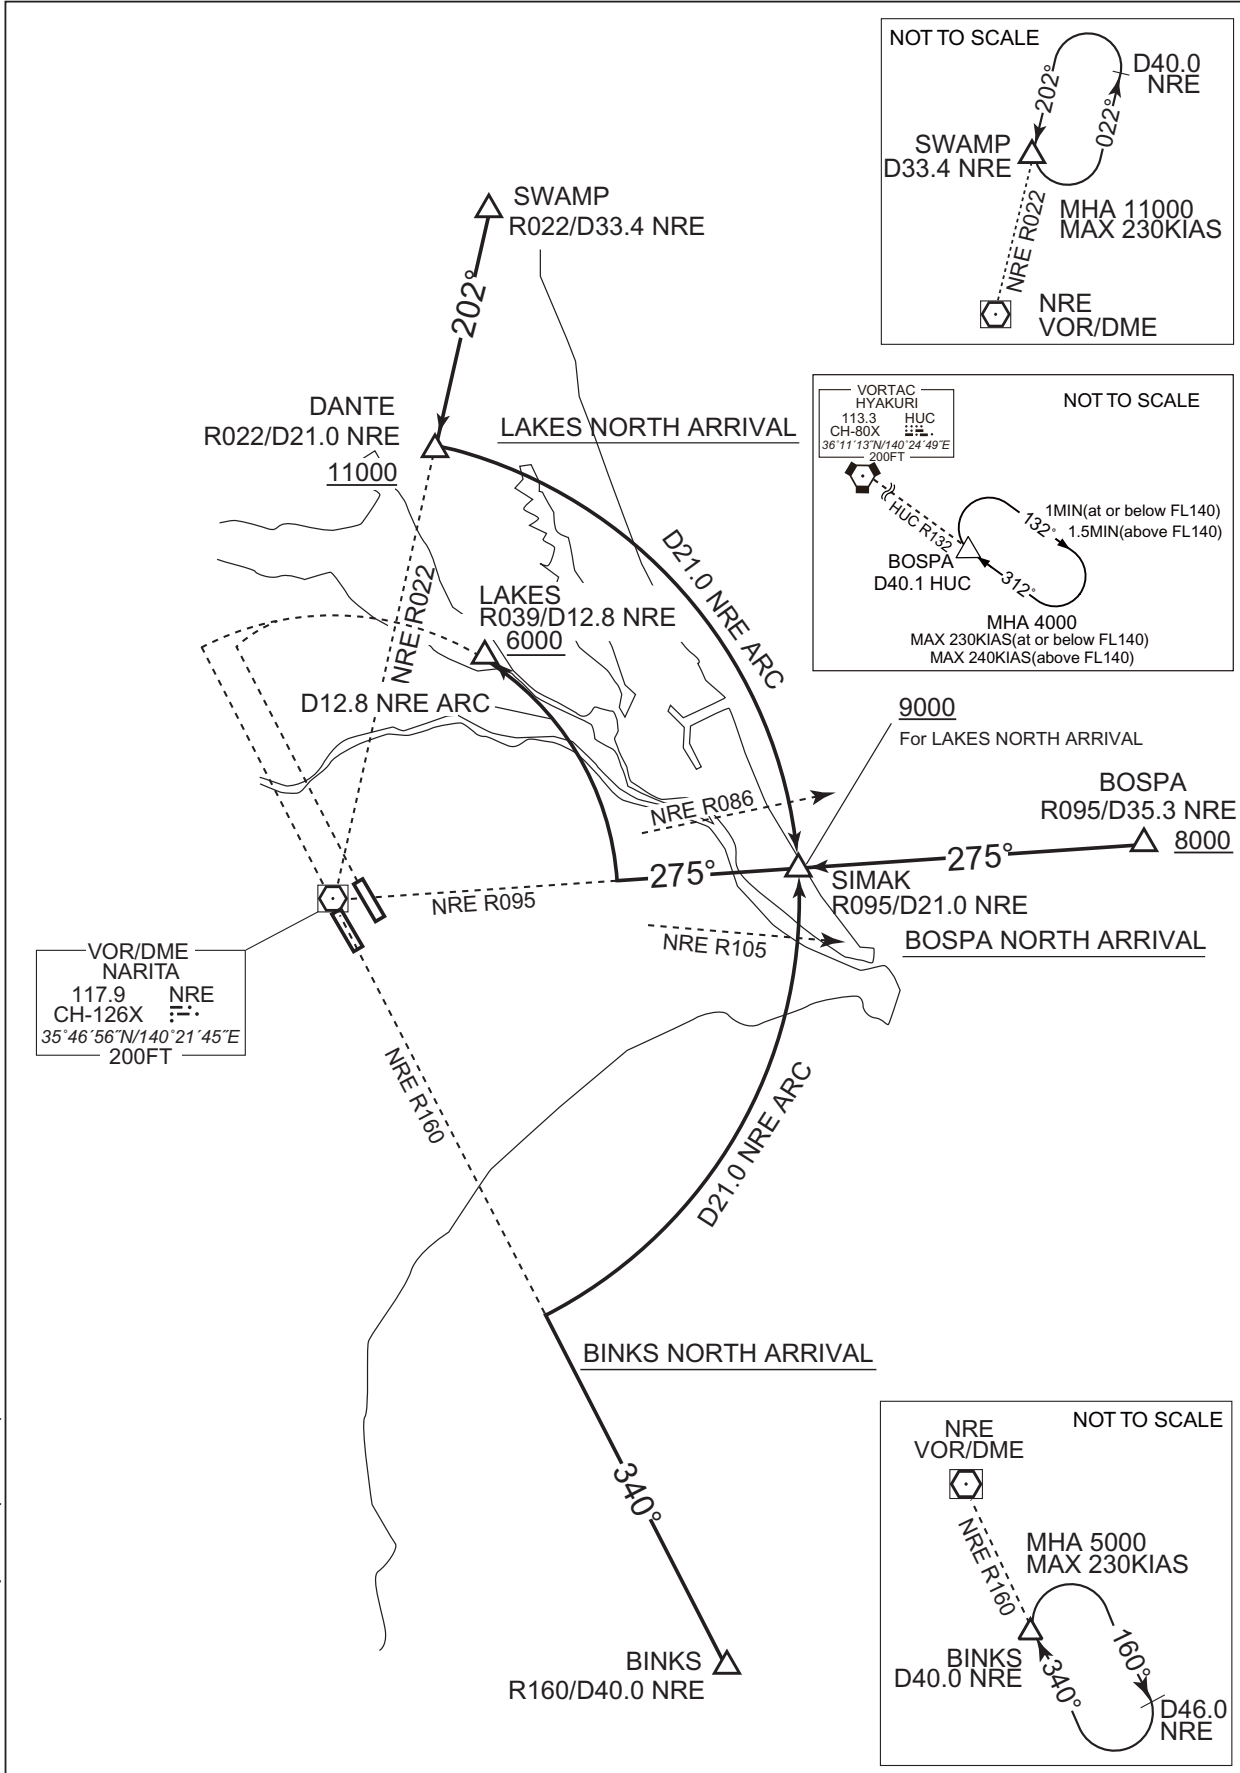 NOT TO SCALE
D40.0
NRE
202°
022°
SWAMP
D33.4 NRE
MHA 11000
MAX 230KIAS
NRE R022
NRE
VOR/DME
SWAMP
R022/D33.4 NRE
202°
DANTE
R022/D21.0 NRE
11000
LAKES NORTH ARRIVAL
VORTAC
HYAKURI
113.3 HUC
CH-80X
36°11′13″N/140°24′49″E
200FT
NOT TO SCALE
HUC R132
132°
1MIN(at or below FL140)
1.5MIN(above FL140)
BOSPA
D40.1 HUC
312°
MHA 4000
MAX 230KIAS(at or below FL140)
MAX 240KIAS(above FL140)
D21.0 NRE ARC
NRE R022
LAKES
R039/D12.8 NRE
6000
D12.8 NRE ARC
9000
For LAKES NORTH ARRIVAL
BOSPA
R095/D35.3 NRE
8000
NRE R086
275°
275°
SIMAK
R095/D21.0 NRE
NRE R095
NRE R105
BOSPA NORTH ARRIVAL
VOR/DME
NARITA
117.9 NRE
CH-126X
35°46′56″N/140°21′45″E
200FT
NRE R160
D21.0 NRE ARC
BINKS NORTH ARRIVAL
340°
BINKS
R160/D40.0 NRE
NOT TO SCALE
NRE
VOR/DME
NRE R160
MHA 5000
MAX 230KIAS
BINKS
D40.0 NRE
160°
340°
D46.0
NRE